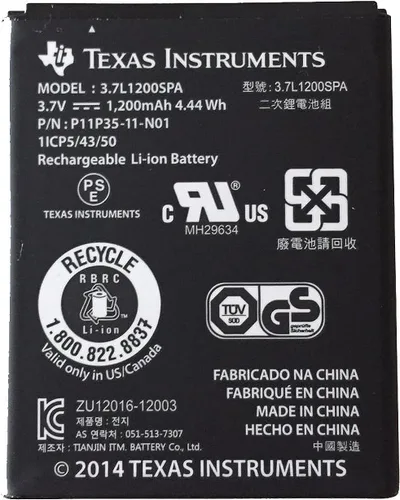 TEXAS INSTRUMENTS
MODEL : 3.7L1200SPA
型號: 3.7L1200SPA
3.7V 1,200mAh 4.44 Wh
二次鋰電池組
P/N : P11P35-11-N01
1ICP5/43/50
Rechargeable Li-ion Battery
PS
E
TEXAS INSTRUMENTS
c RU US
MH29634
廢電池請回收
RECYCLE
RBRC
Li-ion
1.800.822.8837
Valid only in US/Canada
TÜV
SÜD
GS
geprüfte
Sicherheit
FABRICADO NA CHINA
FABRIQUÉ EN CHINA
MADE IN CHINA
HECHO EN CHINA
中國製造
ZU12016-12003
제품명 : 전지
AS 연락처 : 051-513-7307
제조자 : TIANJIN ITM. BATTERY Co., Ltd
© 2014 TEXAS INSTRUMENTS